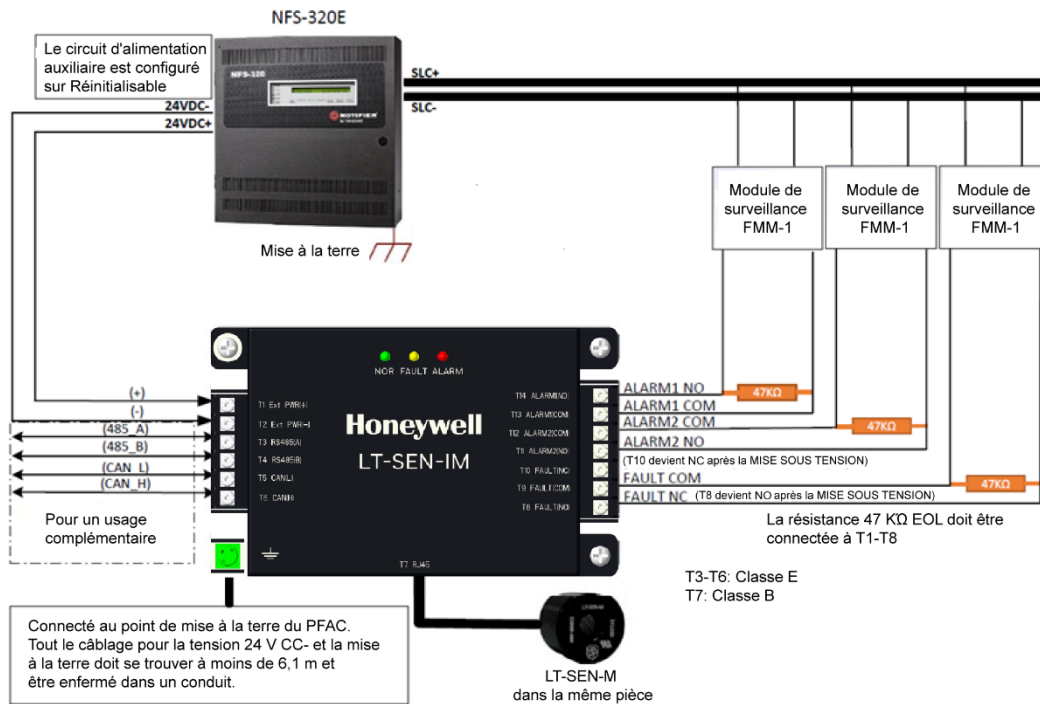 NFS-320E
Le circuit d'alimentation
auxiliaire est configuré
sur Réinitialisable
24VDC-
24VDC+
NFS-320
NOTIFIER
SLC+
SLC-
Mise à la terre
Module de
surveillance
FMM-1
Module de
surveillance
FMM-1
Module de
surveillance
FMM-1
NOR FAULT ALARM
Honeywell
LT-SEN-IM
(+)
(-)
(485_A)
(485_B)
(CAN_L)
(CAN_H)
Pour un usage
complémentaire
T1 Ext PWR(+)
T2 Ext PWR(-)
T3 RS485(A)
T4 RS485(B)
T5 CAN(L)
T6 CAN(H)
T14 ALARM1(NO)
T13 ALARM1(COM)
T12 ALARM2(COM)
T11 ALARM2(NO)
T10 FAULT(NC)
T9 FAULT(COM)
T8 FAULT(NO)
T7 RJ45
ALARM1 NO
47KΩ
ALARM1 COM
ALARM2 COM
47KΩ
ALARM2 NO
(T10 devient NC après la MISE SOUS TENSION)
FAULT COM
47KΩ
FAULT NC (T8 devient NO après la MISE SOUS TENSION)
La résistance 47 KΩ EOL doit être
connectée à T1-T8
T3-T6: Classe E
T7: Classe B
Connecté au point de mise à la terre du PFAC.
Tout le câblage pour la tension 24 V CC- et la mise
à la terre doit se trouver à moins de 6,1 m et
être enfermé dans un conduit.
LT-SEN-M
dans la même pièce